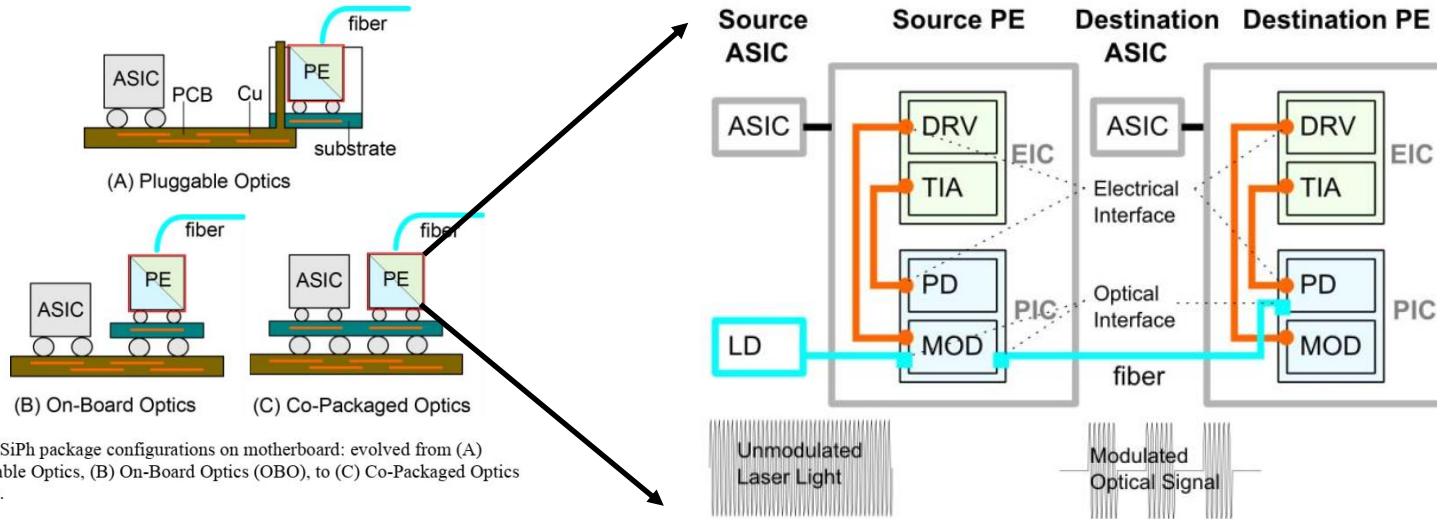 fiber
ASIC
PE
PCB
Cu
substrate
(A) Pluggable Optics
fiber
PE
ASIC
(B) On-Board Optics
fiber
ASIC
PE
(C) Co-Packaged Optics
SiPh package configurations on motherboard: evolved from (A)
able Optics, (B) On-Board Optics (OBO), to (C) Co-Packaged Optics
.
Source
ASIC
Source PE
Destination
ASIC
Destination PE
ASIC
DRV
TIA
EIC
PD
PIC
MOD
LD
Electrical
Interface
Optical
Interface
fiber
ASIC
DRV
TIA
EIC
PD
PIC
MOD
Unmodulated
Laser Light
Modulated
Optical Signal